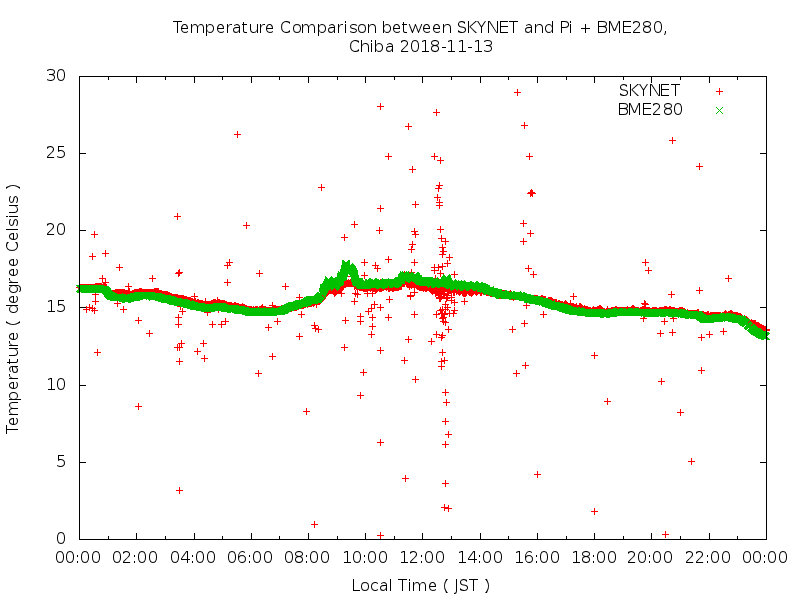 Temperature Comparison between SKYNET and Pi + BME280,
Chiba 2018-11-13
SKYNET
BME280
30
25
20
15
10
5
0
Temperature ( degree Celsius )
00:00 02:00 04:00 06:00 08:00 10:00 12:00 14:00 16:00 18:00 20:00 22:00 00:00
Local Time ( JST )